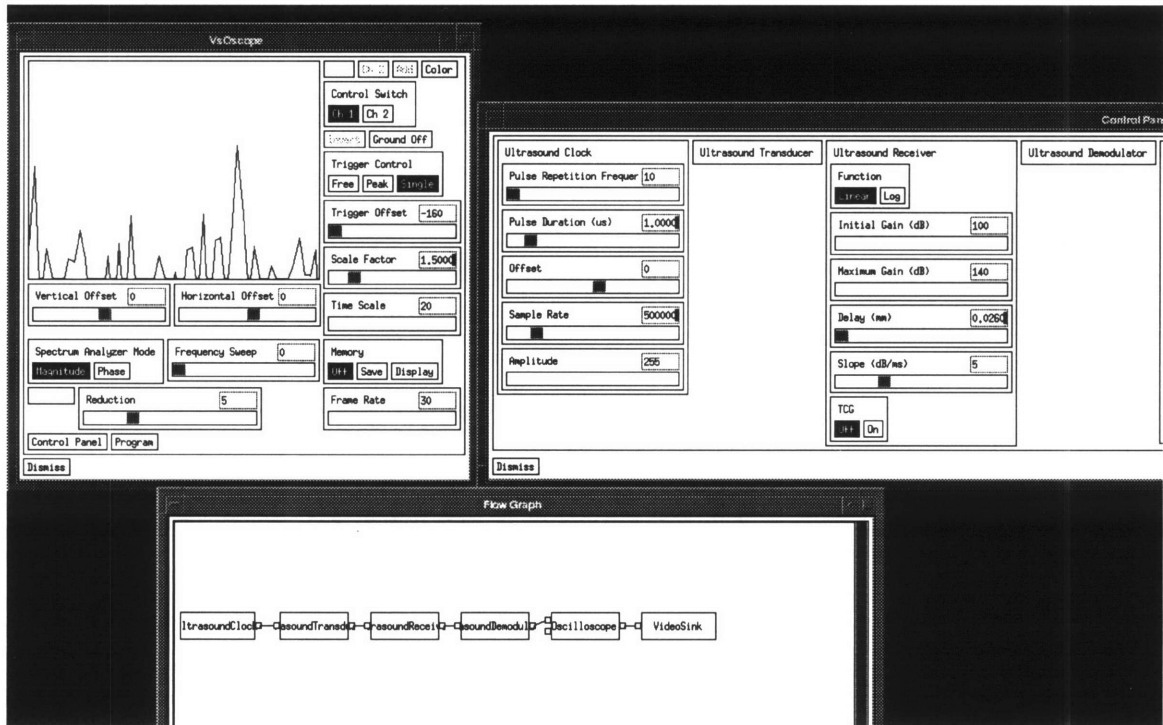 VsOscope
Color
Control Switch
Ch 1 Ch 2
Ground Off
Trigger Control
Free Peak Single
Trigger Offset -160
Scale Factor 1.5000
Time Scale 20
Vertical Offset 0 Horizontal Offset 0
Spectrum Analyzer Mode
Magnitude Phase
Frequency Sweep 0
Memory
Off Save Display
Reduction 5
Frame Rate 30
Control Panel Program
Dismiss
Control Pan
Ultrasound Clock
Pulse Repetition Frequer 10
Pulse Duration (us) 1.0000
Offset 0
Sample Rate 500000
Amplitude 255
Ultrasound Transducer
Ultrasound Receiver
Function
Linear Log
Initial Gain (dB) 100
Maximum Gain (dB) 140
Delay (mm) 0.0260
Slope (dB/ms) 5
TCG
Off On
Ultrasound Demodulator
Dismiss
Flow Graph
ltrasoundCloc asoundTransd rasoundRecei asoundDemodul Oscilloscope VideoSink